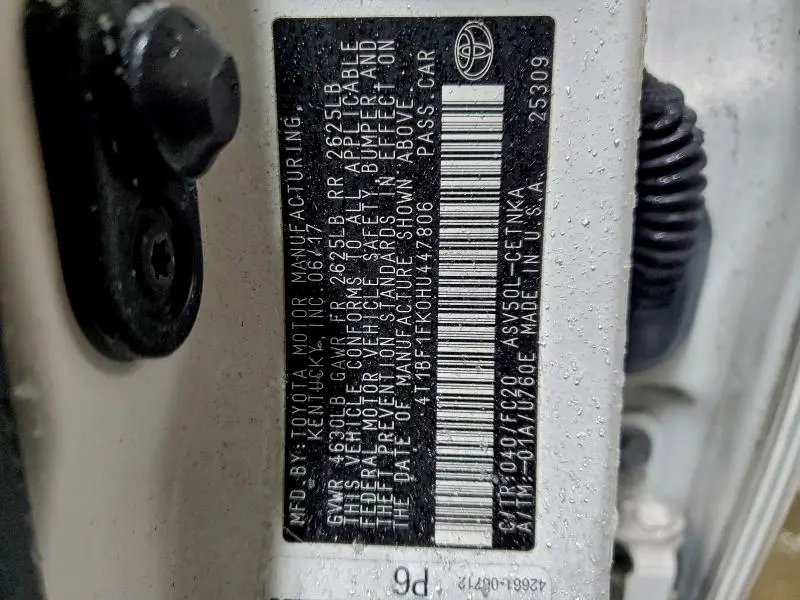 MFD. BY: TOYOTA MOTOR MANUFACTURING,
KENTUCKY, INC. 06/17
GVWR 4630LB GAWR FR 2625LB RR 2625LB
THIS VEHICLE CONFORMS TO ALL APPLICABLE
FEDERAL MOTOR VEHICLE SAFETY, BUMPER AND
THEFT PREVENTION STANDARDS IN EFFECT ON
THE DATE OF MANUFACTURE SHOWN ABOVE.
4T1BF1FK0HU447806 PASS. CAR
C/TR: 040/FC20 ASV50L-CETNKA
A/TM: -01A/U760E MADE IN U.S.A.
25309
P6
42661-06712